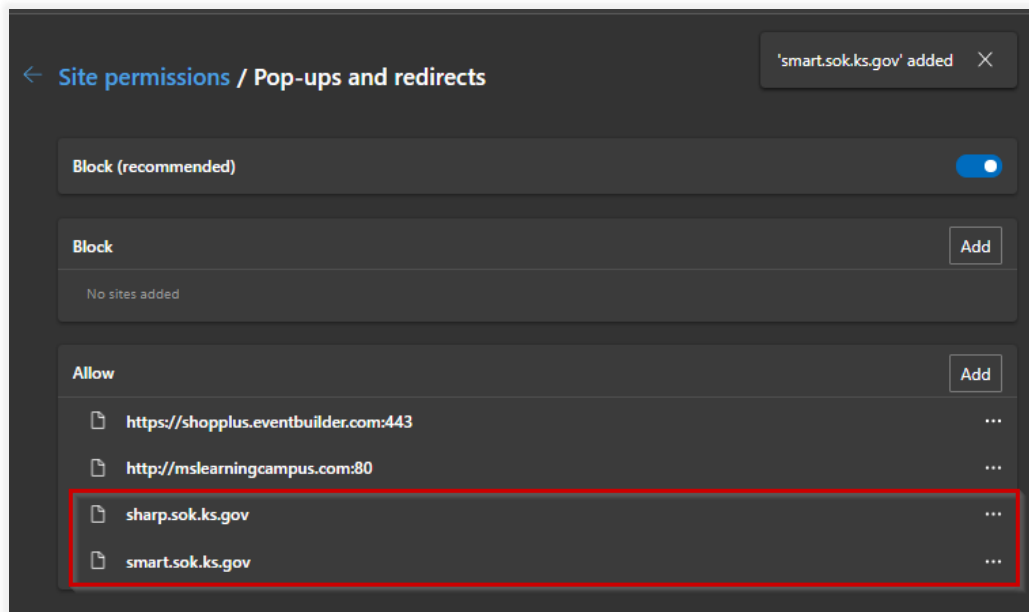 Site permissions / Pop-ups and redirects
'smart.sok.ks.gov' added
Block (recommended)
Block
Add
No sites added
Allow
Add
https://shopplus.eventbuilder.com:443
http://mslearningcampus.com:80
sharp.sok.ks.gov
smart.sok.ks.gov